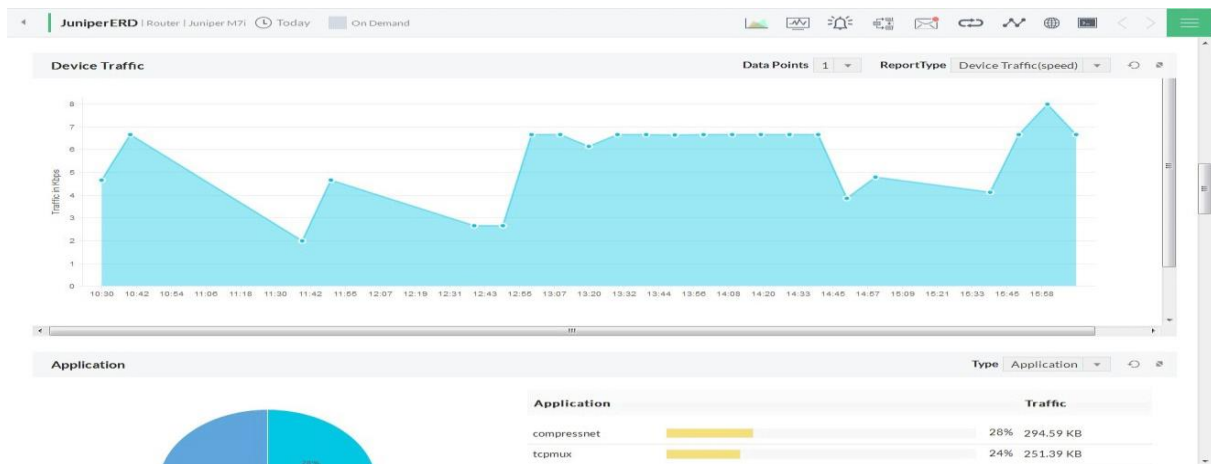 JuniperERD | Router | Juniper M7i Today On Demand
Device Traffic Data Points 1 ReportType Device Traffic(speed)
8
7
6
5
4
3
2
1
0
Traffic in Kbps
10:30 10:42 10:54 11:06 11:18 11:30 11:42 11:55 12:07 12:19 12:31 12:43 12:55 13:07 13:20 13:32 13:44 13:56 14:08 14:20 14:33 14:45 14:57 15:09 15:21 15:33 15:45 15:58
Application Type Application
Application Traffic
compressnet 28% 294.59 KB
tcpmux 24% 251.39 KB